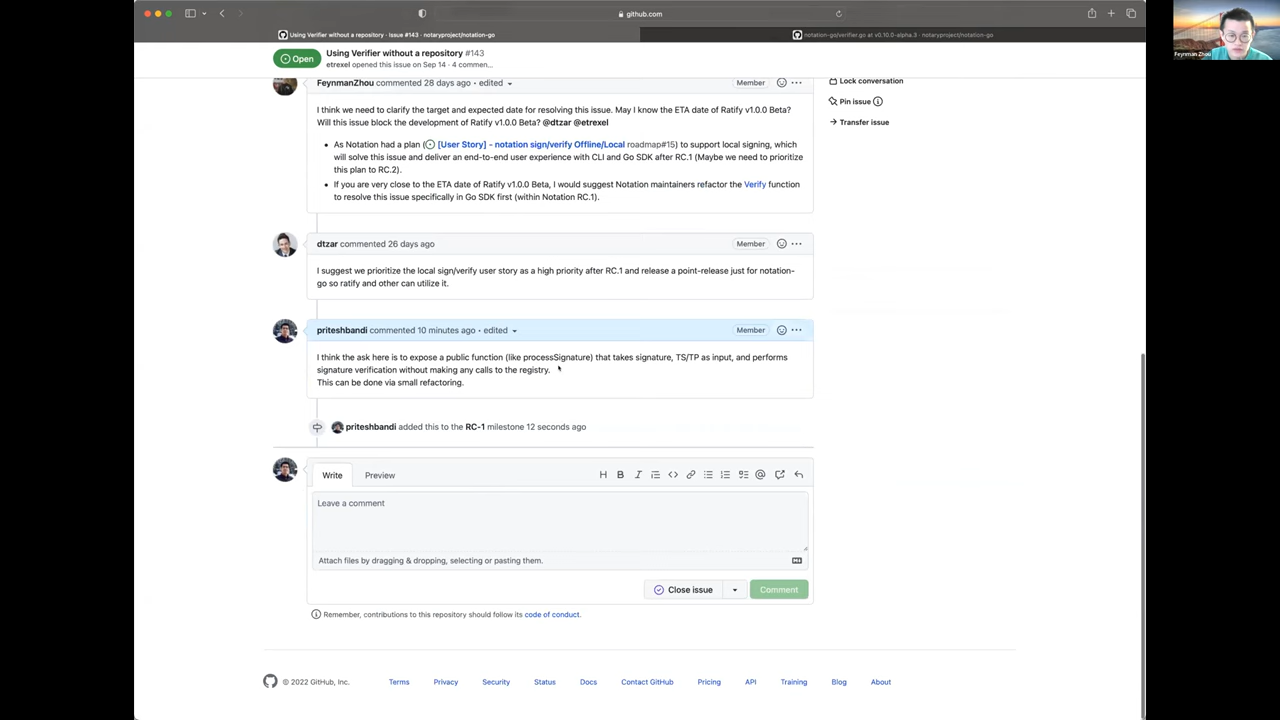 github.com
Using Verifier without a repository · Issue #143 · notaryproject/notation-go
notation-go/verifier.go at v0.10.0-alpha.3 · notaryproject/notation-go
Feynman Zhou
Open
Using Verifier without a repository #143
etrexel opened this issue on Sep 14 · 4 commen...
FeynmanZhou commented 28 days ago • edited
Member
Lock conversation
Pin issue
Transfer issue
I think we need to clarify the target and expected date for resolving this issue. May I know the ETA date of Ratify v1.0.0 Beta?
Will this issue block the development of Ratify v1.0.0 Beta? @dtzar @etrexel
• As Notation had a plan ( [User Story] - notation sign/verify Offline/Local roadmap#15) to support local signing, which
will solve this issue and deliver an end-to-end user experience with CLI and Go SDK after RC.1 (Maybe we need to prioritize
this plan to RC.2).
• If you are very close to the ETA date of Ratify v1.0.0 Beta, I would suggest Notation maintainers refactor the Verify function
to resolve this issue specifically in Go SDK first (within Notation RC.1).
dtzar commented 26 days ago
Member
I suggest we prioritize the local sign/verify user story as a high priority after RC.1 and release a point-release just for notation-
go so ratify and other can utilize it.
priteshbandi commented 10 minutes ago • edited
Member
I think the ask here is to expose a public function (like processSignature) that takes signature, TS/TP as input, and performs
signature verification without making any calls to the registry.
This can be done via small refactoring.
priteshbandi added this to the RC-1 milestone 12 seconds ago
Write
Preview
Leave a comment
Attach files by dragging & dropping, selecting or pasting them.
Close issue
Comment
Remember, contributions to this repository should follow its code of conduct.
© 2022 GitHub, Inc.
Terms
Privacy
Security
Status
Docs
Contact GitHub
Pricing
API
Training
Blog
About